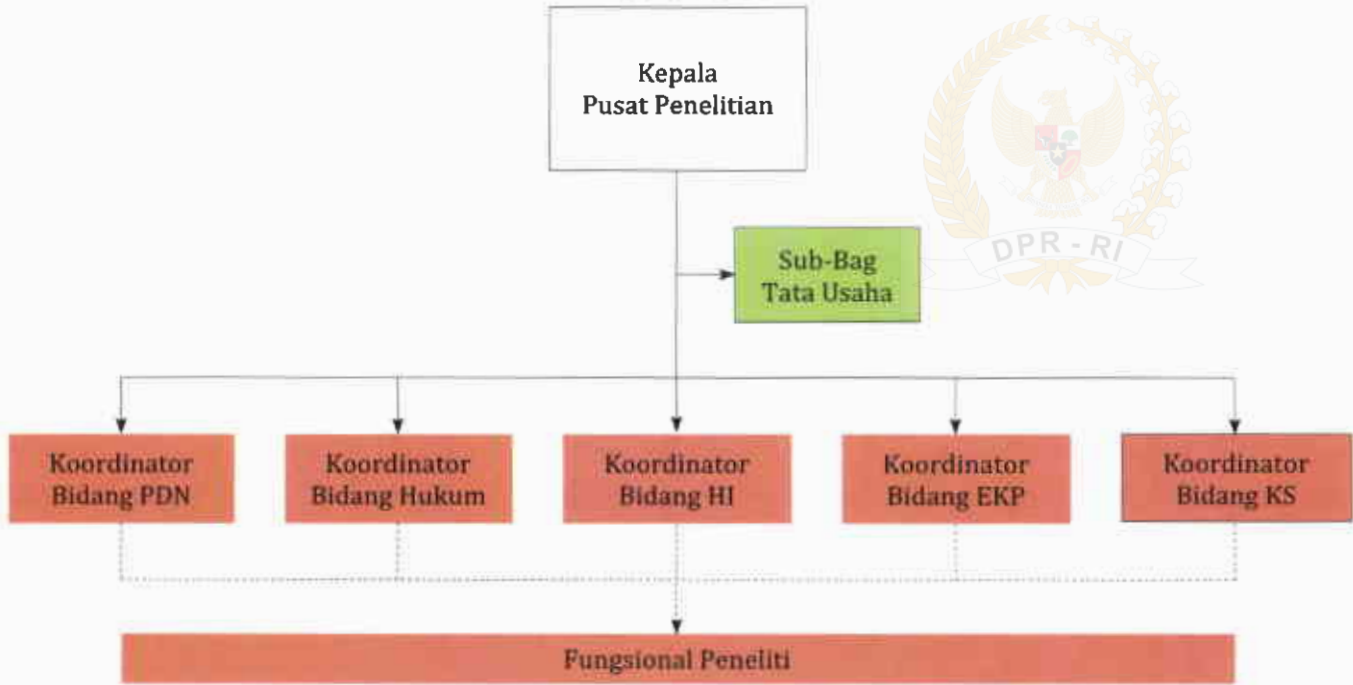 Kepala
Pusat Penelitian
DPR - RI
Sub-Bag
Tata Usaha
Koordinator
Bidang PDN
Koordinator
Bidang Hukum
Koordinator
Bidang HI
Koordinator
Bidang EKP
Koordinator
Bidang KS
Fungsional Peneliti